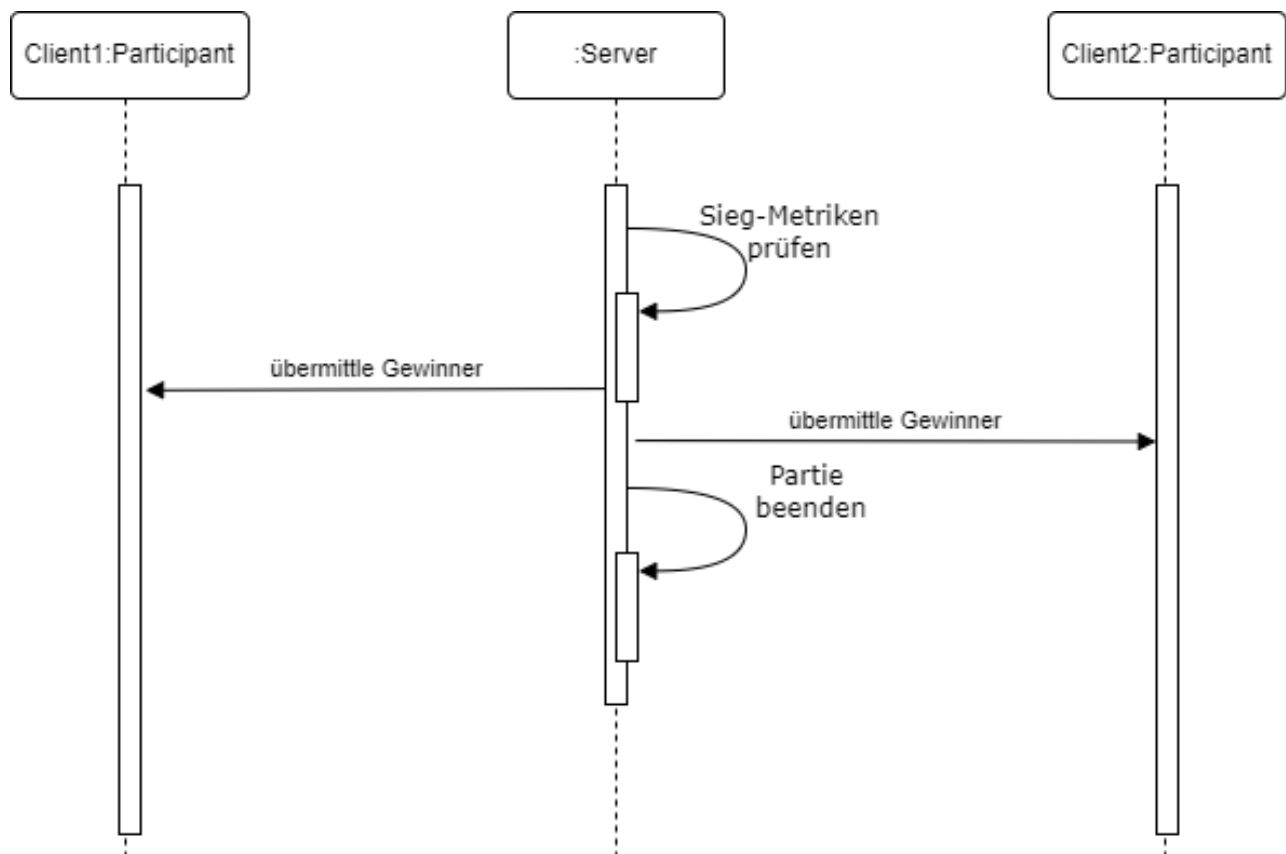 Client1:Participant
:Server
Client2:Participant
Sieg-Metriken
prüfen
übermittle Gewinner
übermittle Gewinner
Partie
beenden